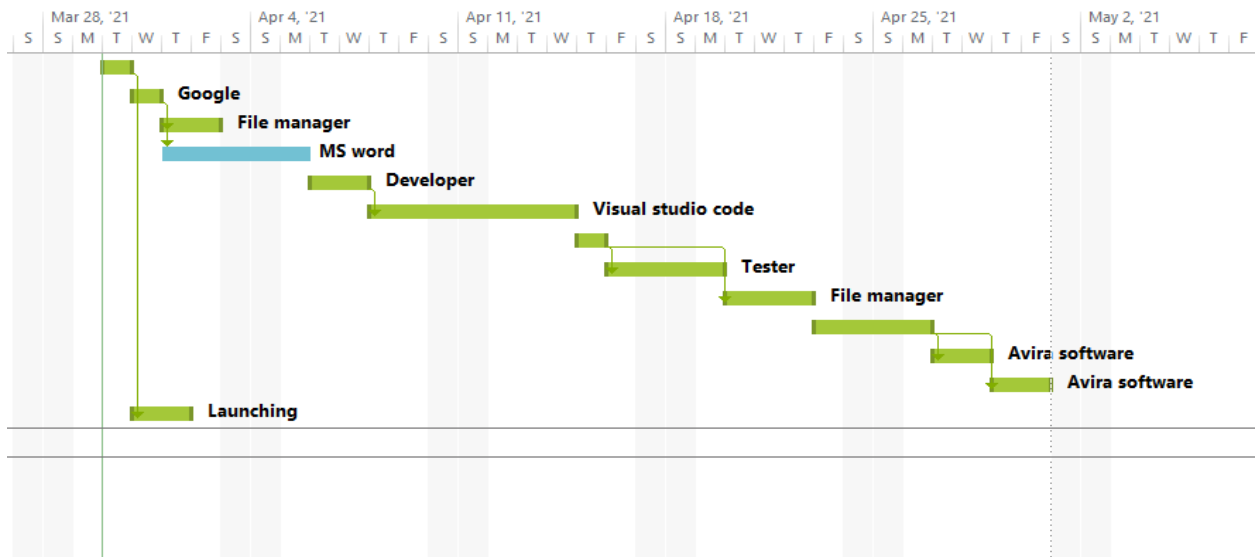 Mar 28, '21 Apr 4, '21 Apr 11, '21 Apr 18, '21 Apr 25, '21 May 2, '21
S S M T W T F S S M T W T F S S M T W T F S S M T W T F S S M T W T F S S M T W T F
Google
File manager
MS word
Developer
Visual studio code
Tester
File manager
Avira software
Avira software
Launching